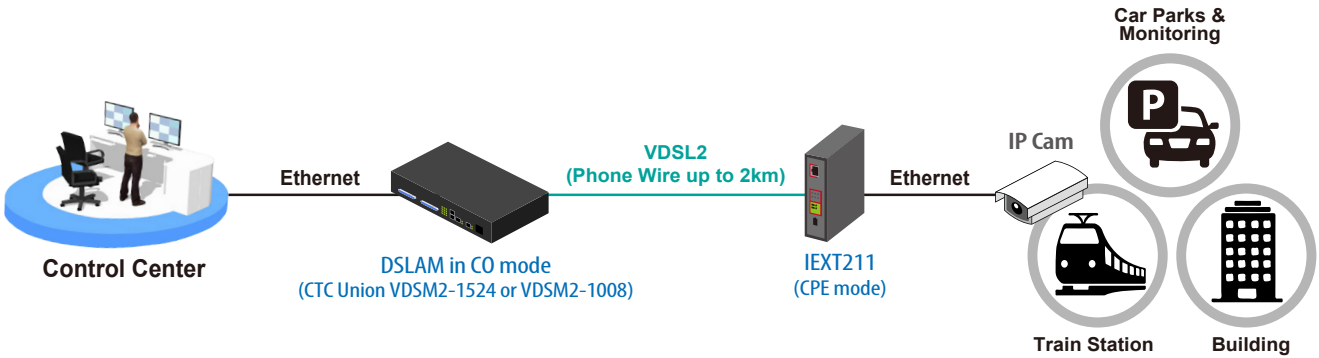 Car Parks &
Monitoring
P
IP Cam
VDSL2
(Phone Wire up to 2km)
Ethernet
Ethernet
Control Center
DSLAM in CO mode
(CTC Union VDSM2-1524 or VDSM2-1008)
IEXT211
(CPE mode)
Train Station
Building